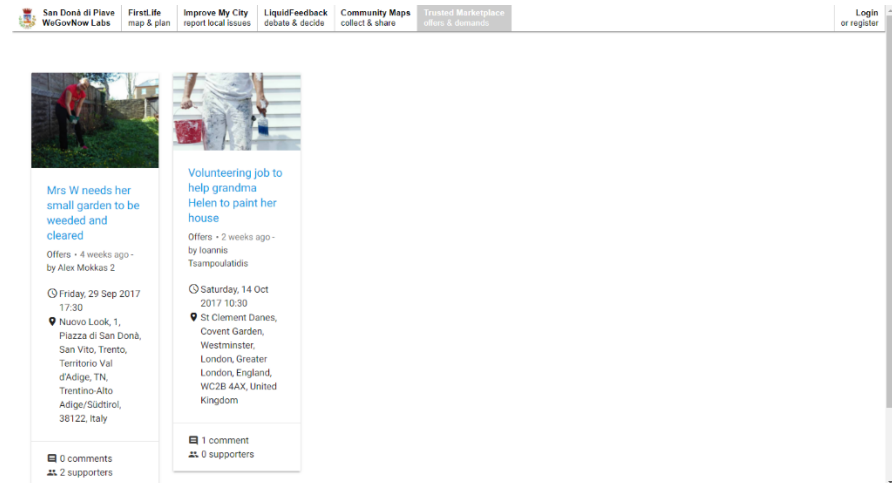 San Donà di Piave
WeGovNow Labs
FirstLife
map & plan
Improve My City
report local issues
LiquidFeedback
debate & decide
Community Maps
collect & share
Trusted Marketplace
offers & demands
Login
or register
Mrs W needs her
small garden to be
weeded and
cleared
Offers • 4 weeks ago -
by Alex Mokkas 2
Friday, 29 Sep 2017
17:30
Nuovo Look, 1,
Piazza di San Donà,
San Vito, Trento,
Territorio Val
d'Adige, TN,
Trentino-Alto
Adige/Südtirol,
38122, Italy
0 comments
2 supporters
Volunteering job to
help grandma
Helen to paint her
house
Offers • 2 weeks ago -
by Ioannis
Tsampoulatidis
Saturday, 14 Oct
2017 10:30
St Clement Danes,
Covent Garden,
Westminster,
London, Greater
London, England,
WC2B 4AX, United
Kingdom
1 comment
0 supporters